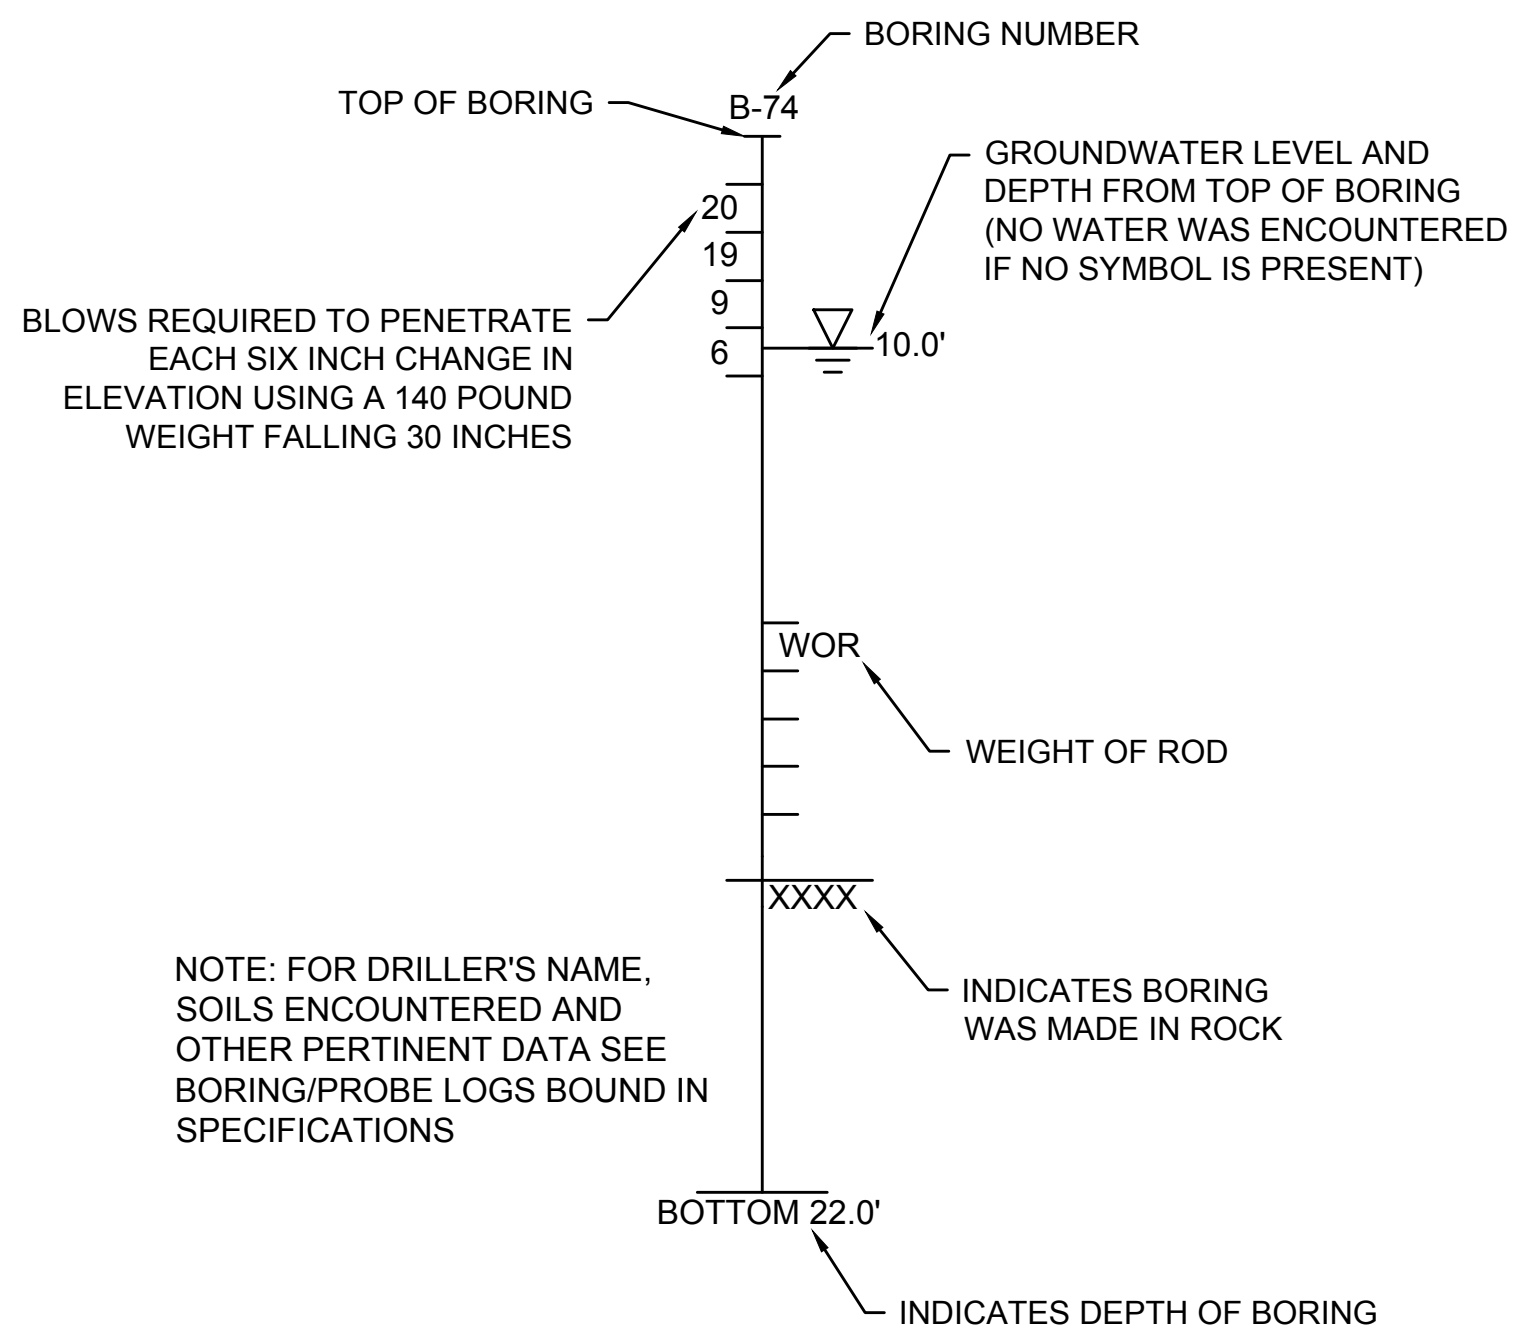 BORING NUMBER
TOP OF BORING
B-74
GROUNDWATER LEVEL AND
DEPTH FROM TOP OF BORING
(NO WATER WAS ENCOUNTERED
IF NO SYMBOL IS PRESENT)
20
19
9
6
10.0'
BLOWS REQUIRED TO PENETRATE
EACH SIX INCH CHANGE IN
ELEVATION USING A 140 POUND
WEIGHT FALLING 30 INCHES
WOR
WEIGHT OF ROD
XXXX
INDICATES BORING
WAS MADE IN ROCK
NOTE: FOR DRILLER'S NAME,
SOILS ENCOUNTERED AND
OTHER PERTINENT DATA SEE
BORING/PROBE LOGS BOUND IN
SPECIFICATIONS
BOTTOM 22.0'
INDICATES DEPTH OF BORING